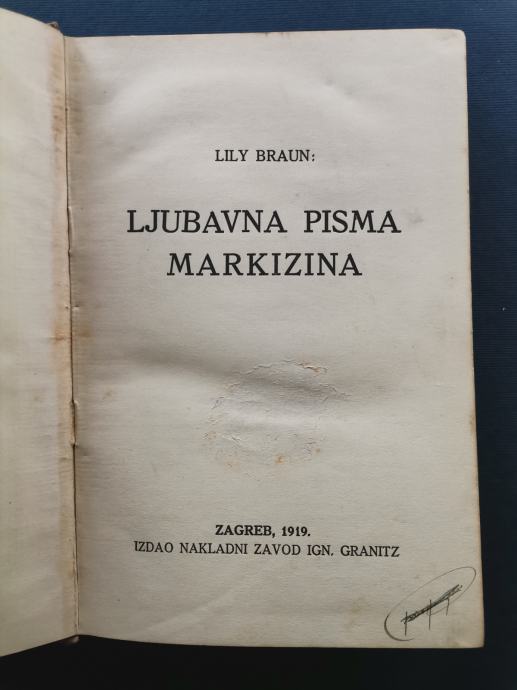 LILY BRAUN:
LJUBAVNA PISMA
MARKIZINA
ZAGREB, 1919.
IZDAO NAKLADNI ZAVOD IGN. GRANITZ